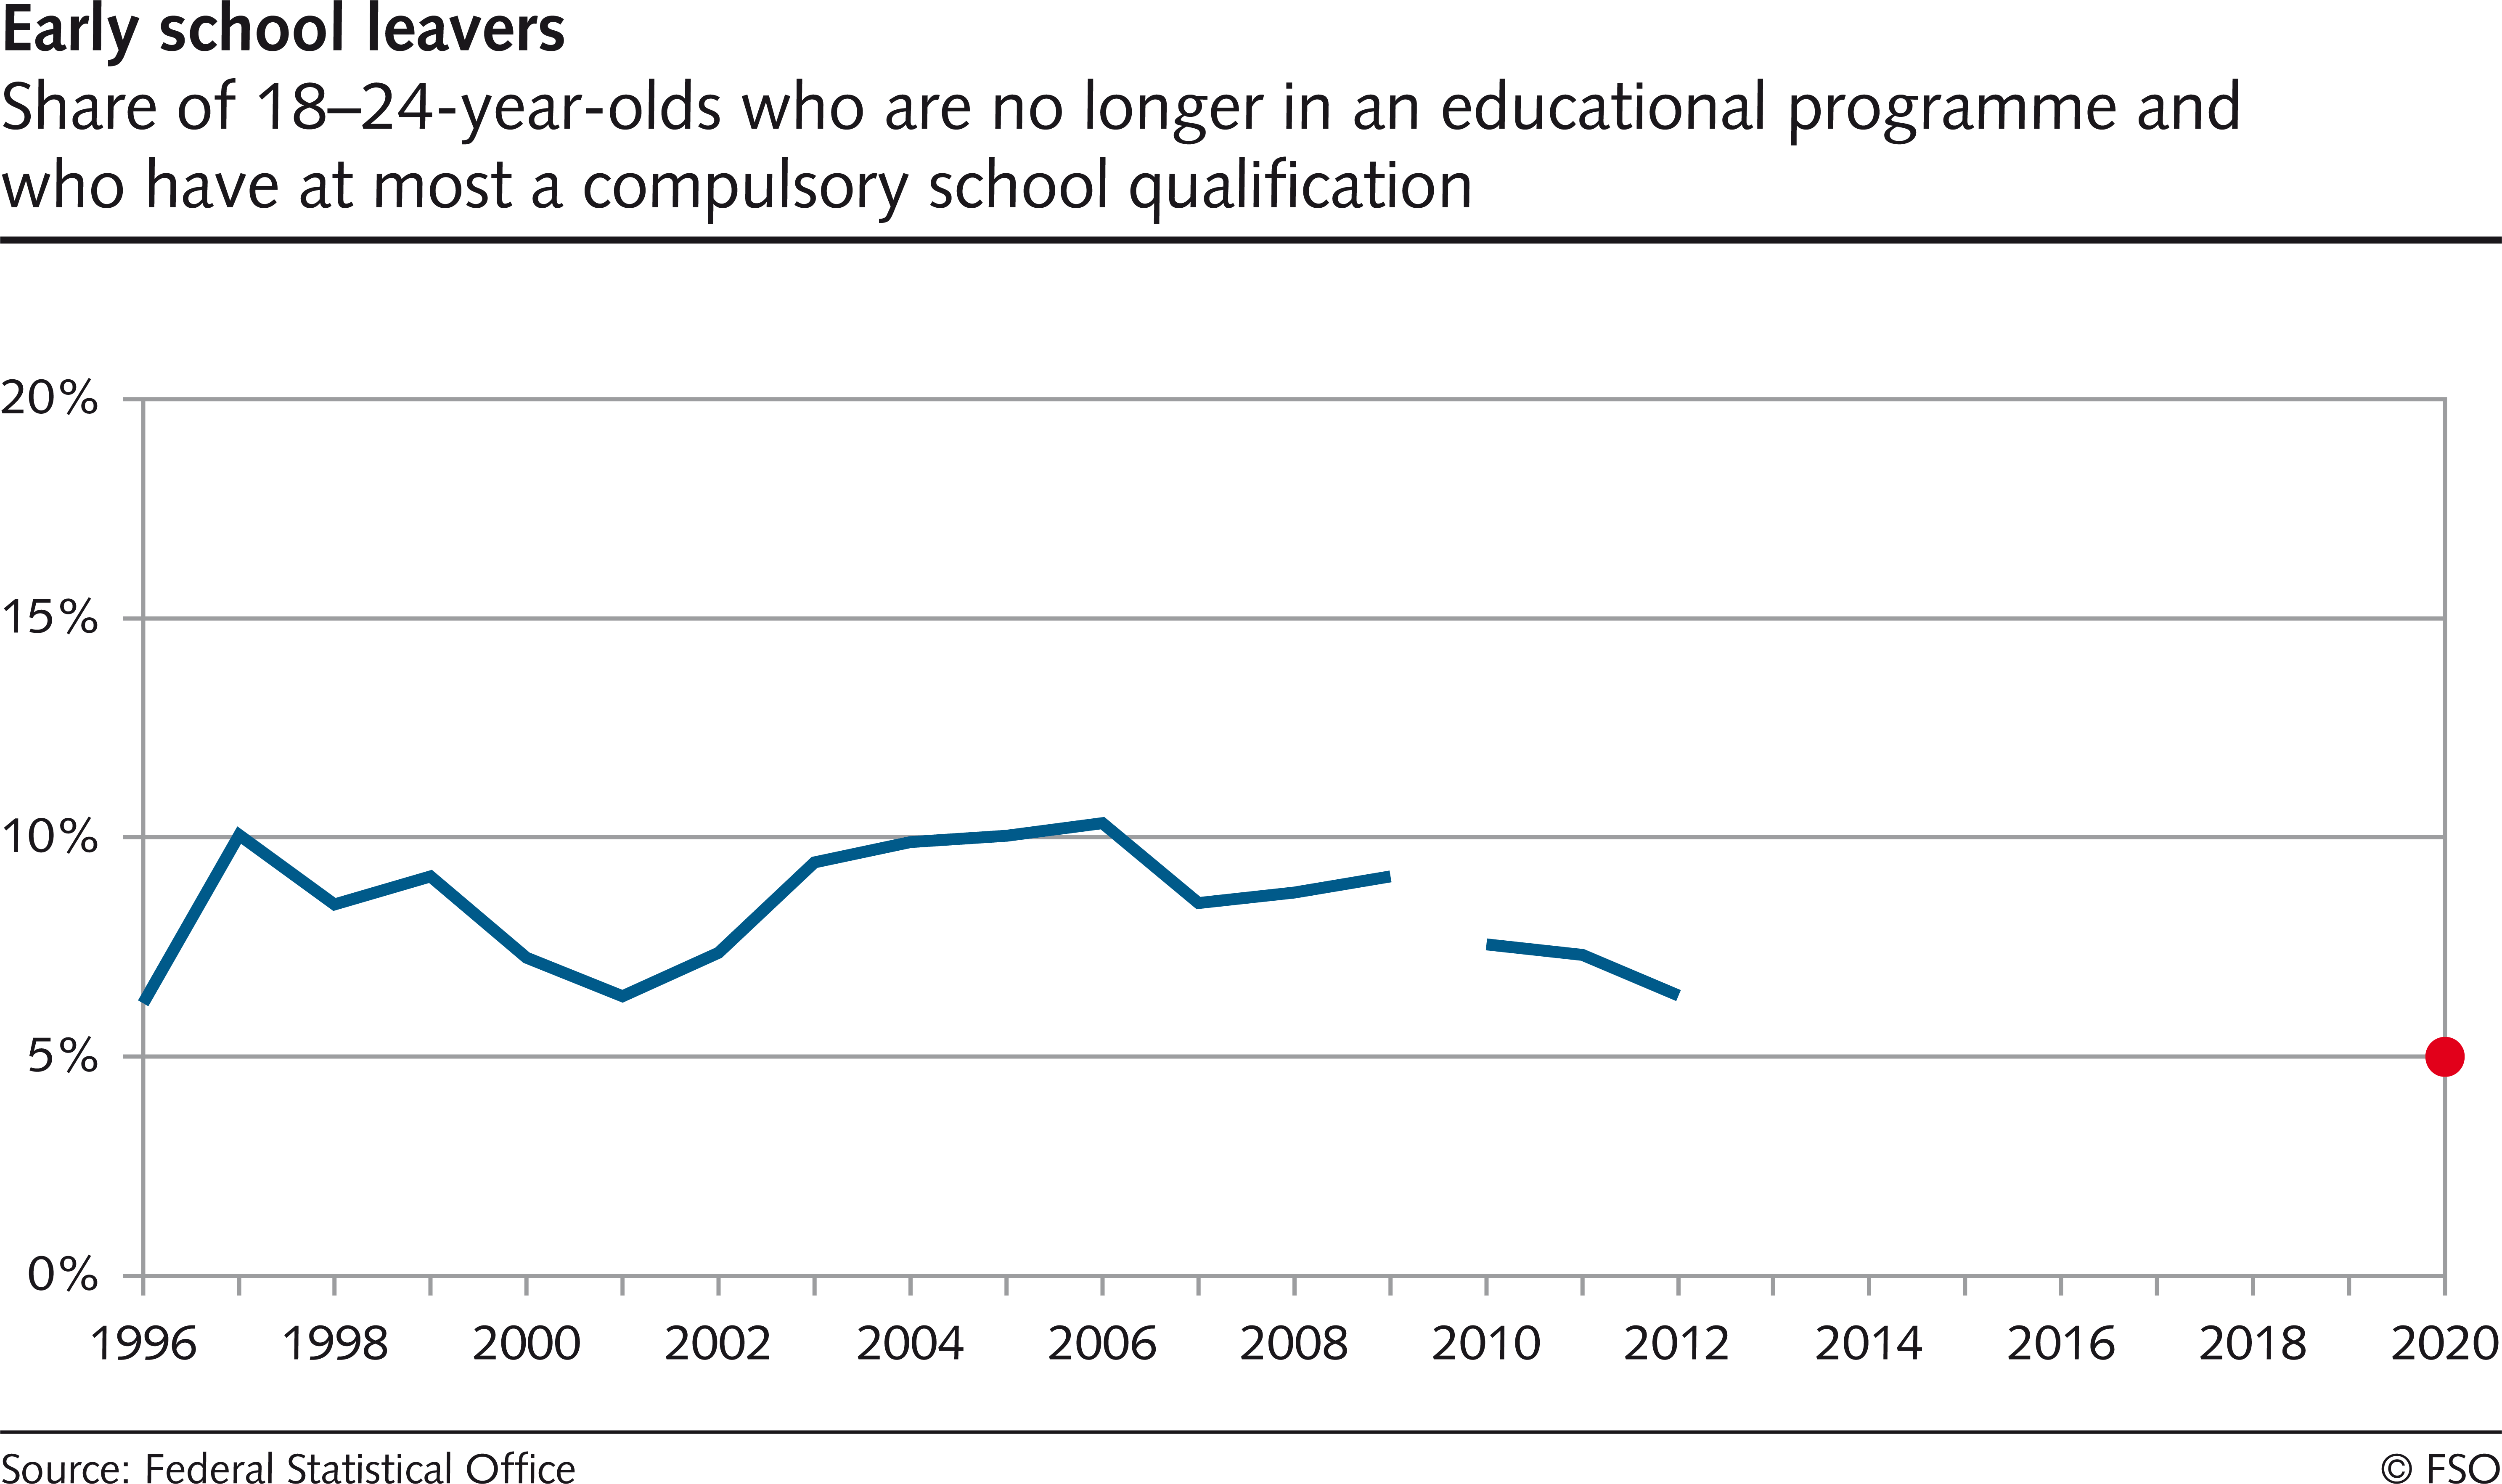 Early school leavers
Share of 18–24-year-olds who are no longer in an educational programme and
who have at most a compulsory school qualification
20%
15%
10%
5%
0%
1996 1998 2000 2002 2004 2006 2008 2010 2012 2014 2016 2018 2020
Source: Federal Statistical Office © FSO